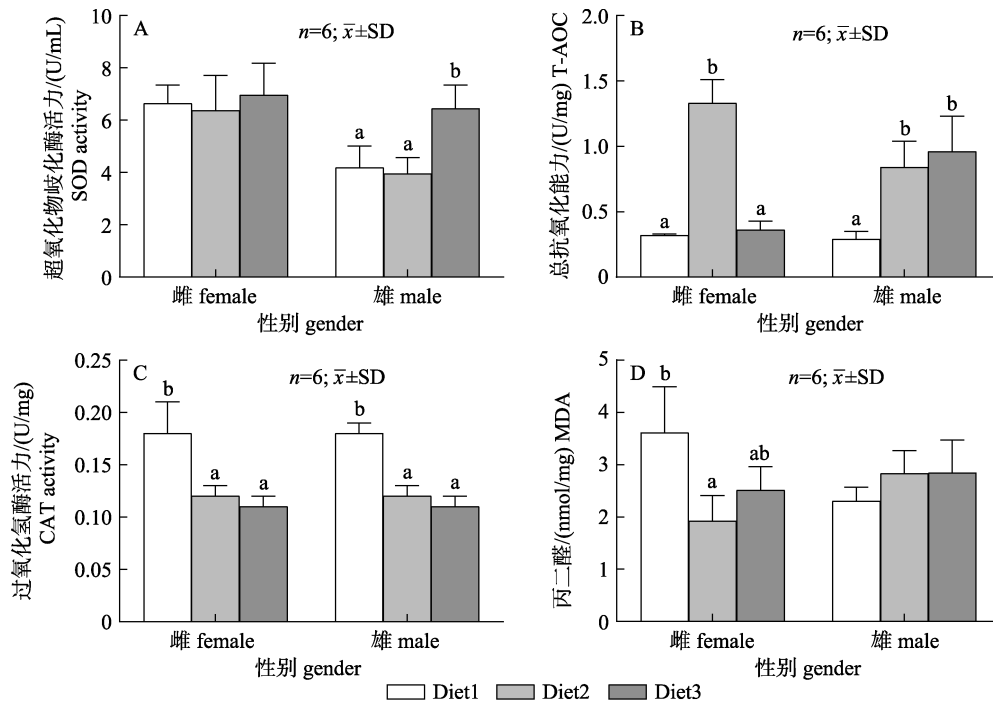 A
n=6; x̅±SD
超氧化物岐化酶活力/(U/mL)
SOD activity
10
8
6
4
2
0
a
a
b
雌 female
雄 male
性别 gender
B
n=6; x̅±SD
总抗氧化能力/(U/mg) T-AOC
2.0
1.5
1.0
0.5
0
a
b
a
a
b
b
雌 female
雄 male
性别 gender
C
n=6; x̅±SD
过氧化氢酶活力/(U/mg)
CAT activity
0.25
0.20
0.15
0.10
0.05
0
b
a
a
b
a
a
雌 female
雄 male
性别 gender
D
n=6; x̅±SD
丙二醛/(nmol/mg) MDA
5
4
3
2
1
0
b
a
ab
雌 female
雄 male
性别 gender
Diet1 Diet2 Diet3